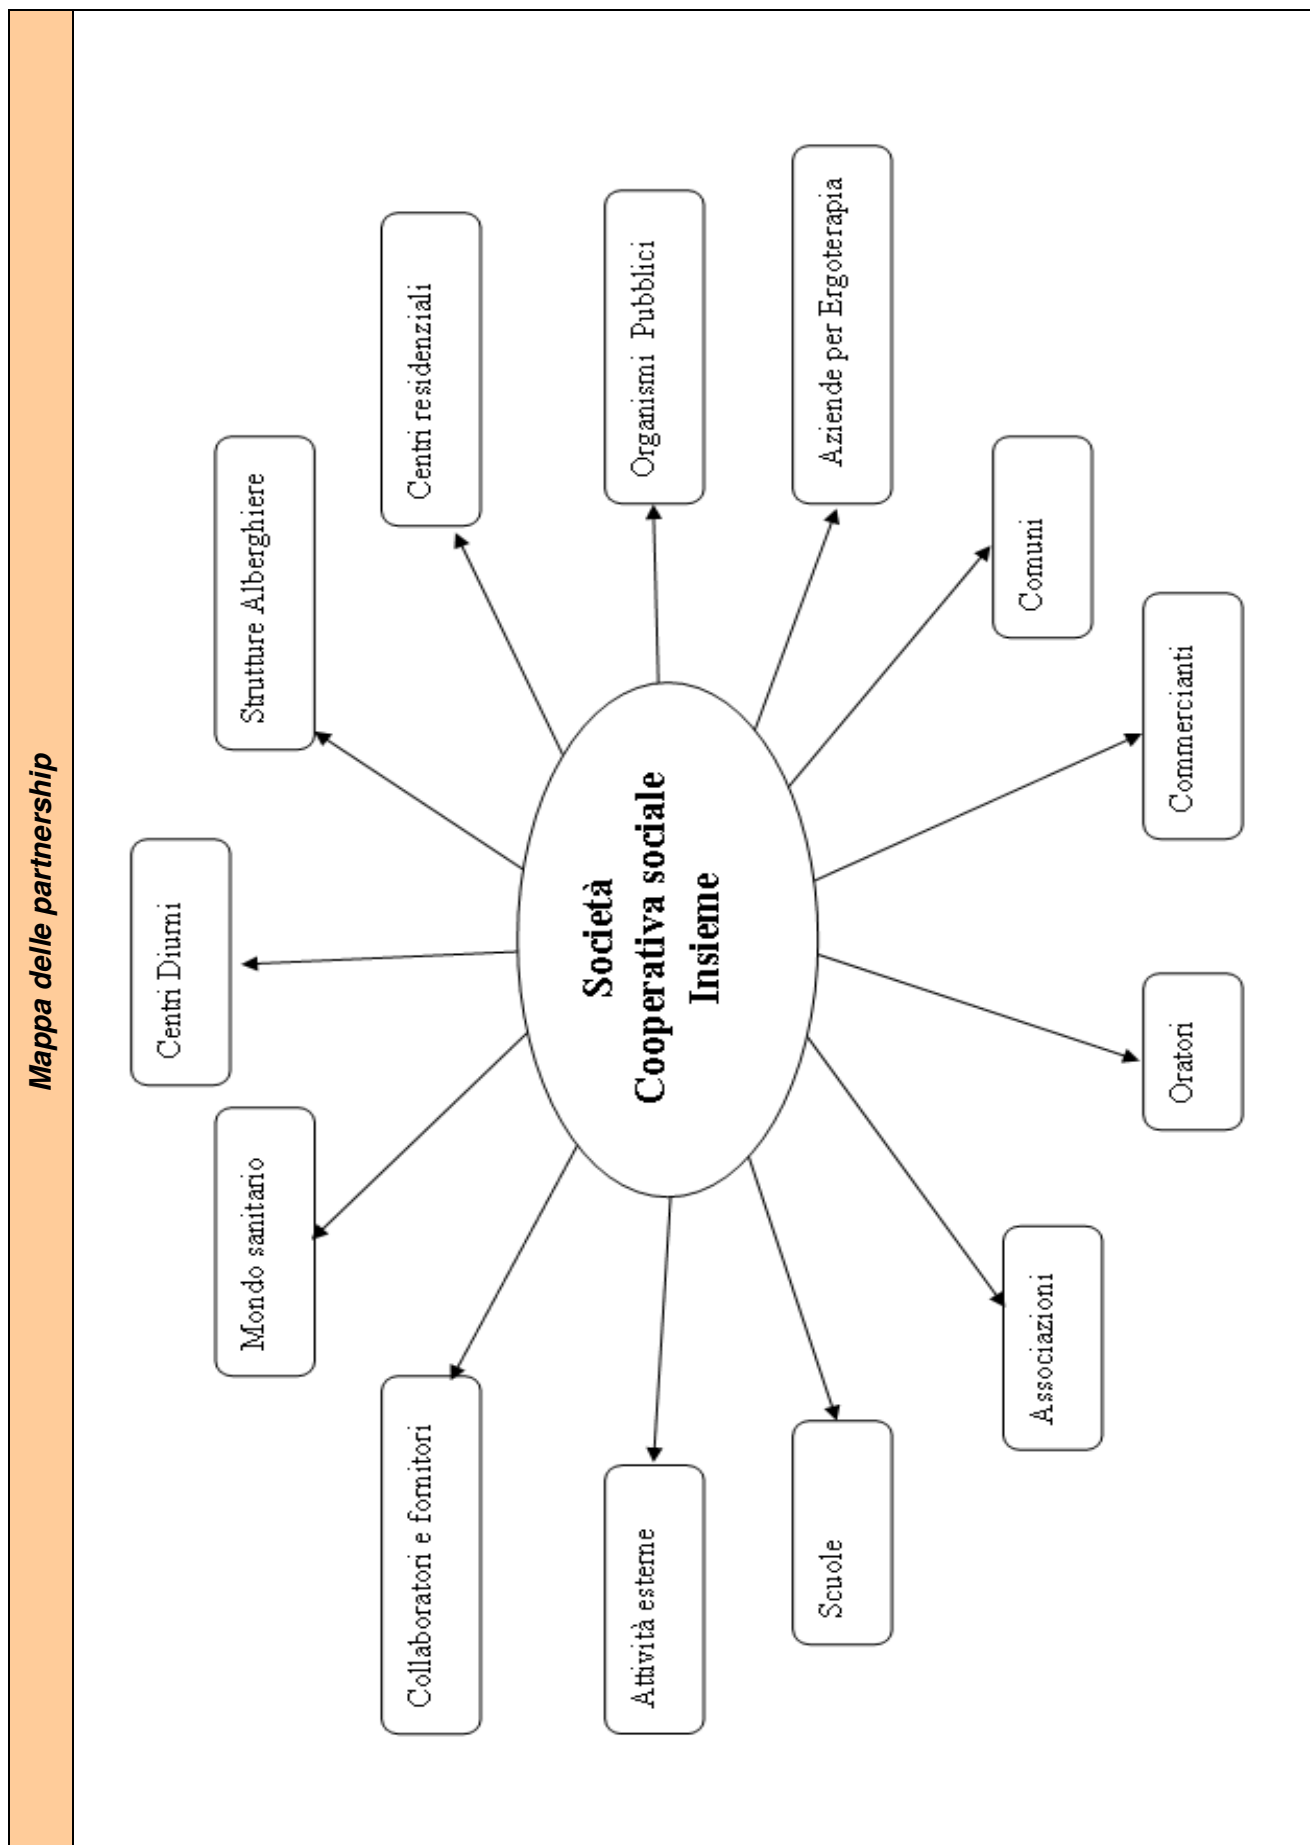 Mappa delle partnership
Centri Diurni
Mondo sanitario
Strutture Alberghiere
Collaboratori e fornitori
Centri residenziali
Società
Cooperativa sociale
Insieme
Attività esterne
Organismi Pubblici
Scuole
Aziende per Ergoterapia
Associazioni
Comuni
Oratori
Commercianti